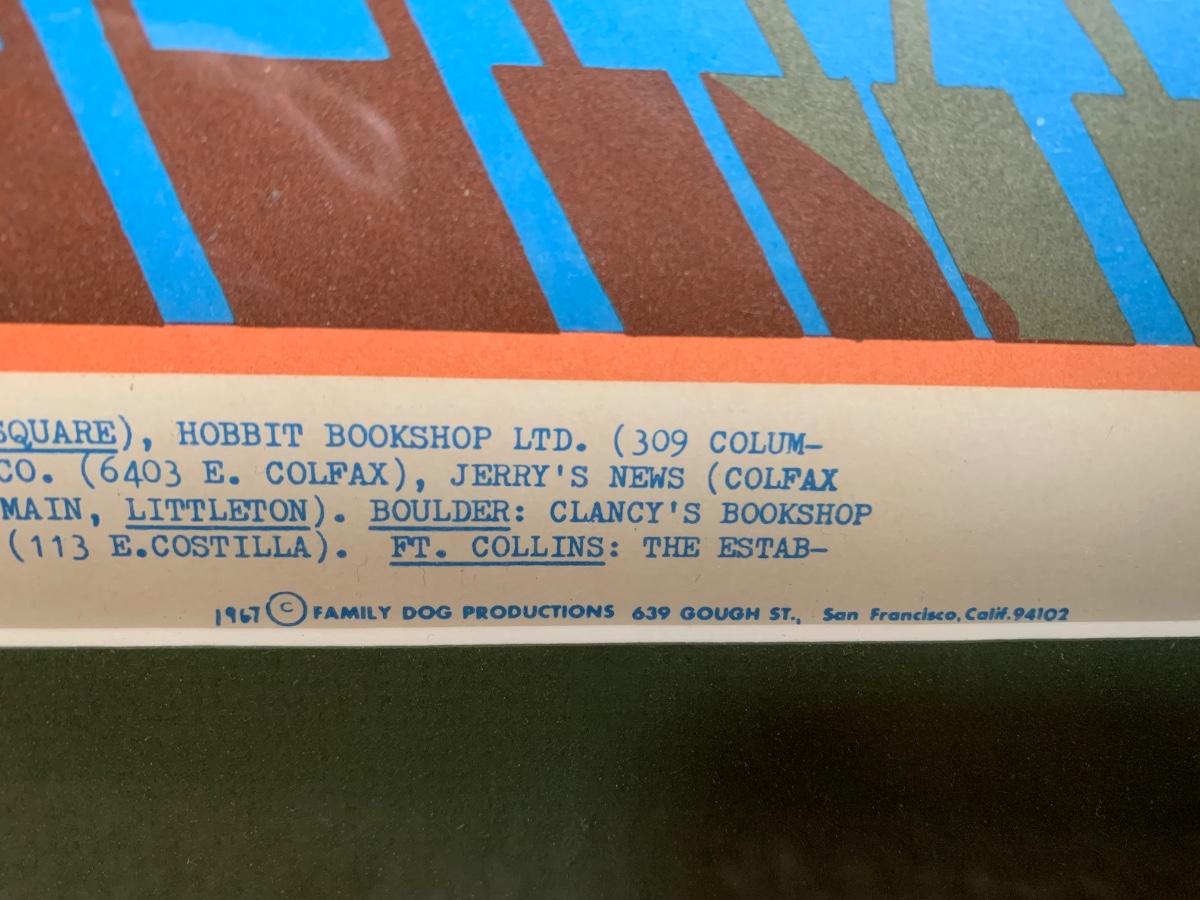 SQUARE), HOBBIT BOOKSHOP LTD. (309 COLUM-
CO. (6403 E. COLFAX), JERRY'S NEWS (COLFAX
MAIN, LITTLETON). BOULDER: CLANCY'S BOOKSHOP
(113 E.COSTILLA). FT. COLLINS: THE ESTAB-
1967 © FAMILY DOG PRODUCTIONS 639 GOUGH ST., San Francisco, Calif. 94102